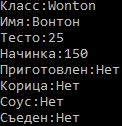 Класс:Wonton
Имя:Вонтон
Тесто:25
Начинка:150
Приготовлен:Нет
Корица:Нет
Соус:Нет
Съеден:Нет